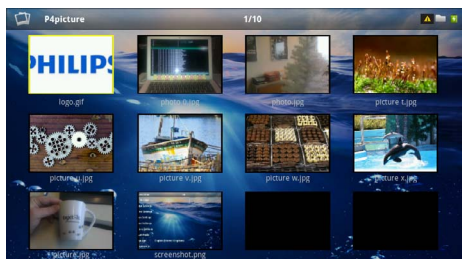 P4picture
1/10
PHILIPS
logo.gif
photo 0.jpg
photo.jpg
picture t.jpg
picture u.jpg
picture v.jpg
picture w.jpg
picture x.jpg
picture.jpg
screenshot.png